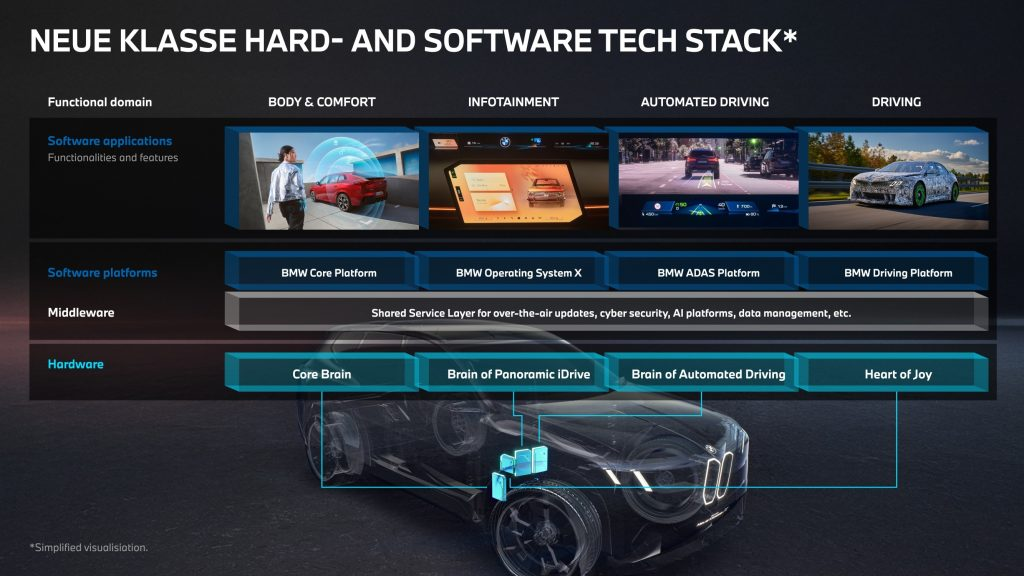 NEUE KLASSE HARD- AND SOFTWARE TECH STACK*
Functional domain
BODY & COMFORT
INFOTAINMENT
AUTOMATED DRIVING
DRIVING
Software applications
Functionalities and features
Software platforms
BMW Core Platform
BMW Operating System X
BMW ADAS Platform
BMW Driving Platform
Middleware
Shared Service Layer for over-the-air updates, cyber security, AI platforms, data management, etc.
Hardware
Core Brain
Brain of Panoramic iDrive
Brain of Automated Driving
Heart of Joy
*Simplified visualisiation.